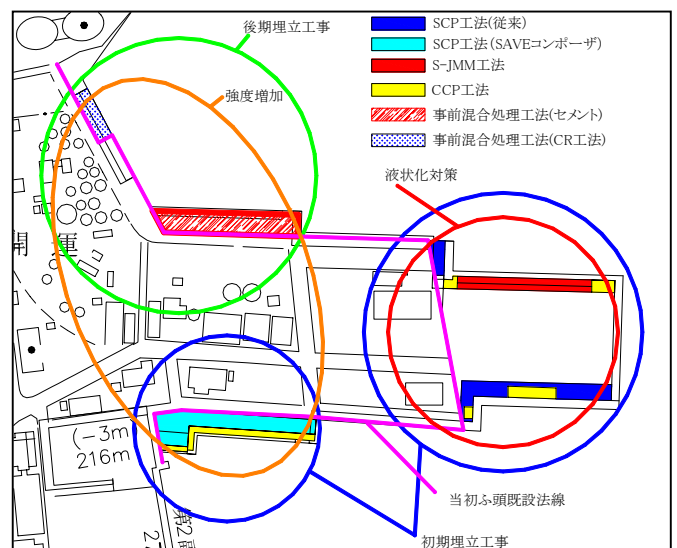 後期埋立工事
SCP工法(従来)
SCP工法(SAVEコンポーザ)
S-JMM工法
CCP工法
事前混合処理工法(セメント)
事前混合処理工法(CR工法)
強度増加
液状化対策
開 運
(-3m
216m
当初ふ頭既設法線
初期埋立工事